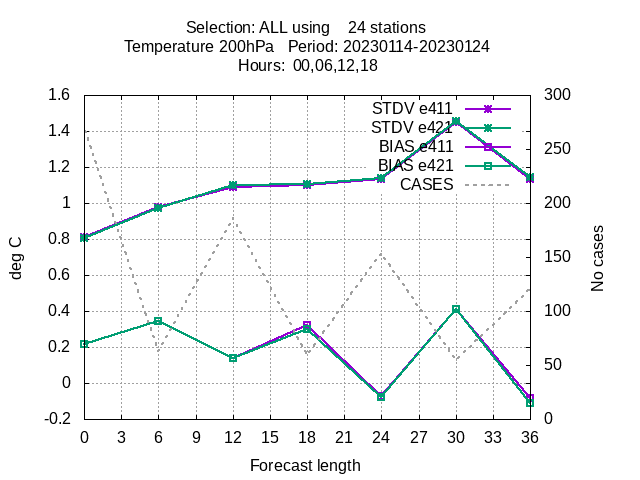 Selection: ALL using 24 stations
Temperature 200hPa Period: 20230114-20230124
Hours: 00,06,12,18
1.6
1.4
1.2
1
0.8
0.6
0.4
0.2
0
-0.2
deg C
STDV e411
STDV e421
BIAS e411
BIAS e421
CASES
300
250
200
150
100
50
0
No cases
0 3 6 9 12 15 18 21 24 27 30 33 36
Forecast length